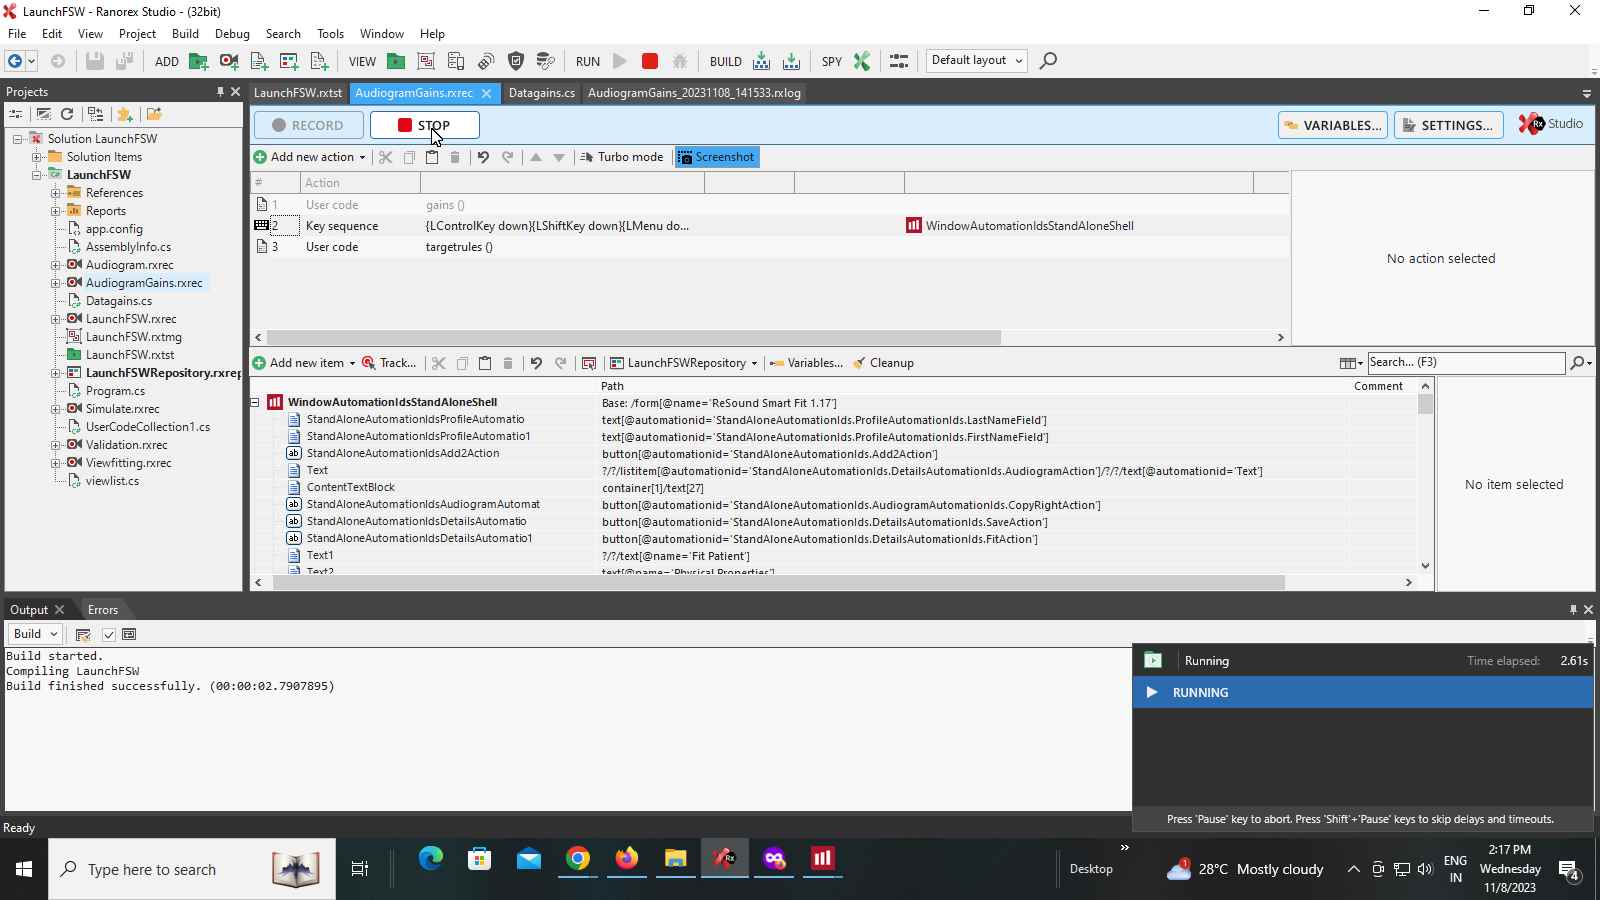 LaunchFSW - Ranorex Studio - (32bit)
File Edit View Project Build Debug Search Tools Window Help
ADD VIEW RUN BUILD SPY Default layout
Projects
LaunchFSW.rxtst AudiogramGains.rxrec Datagains.cs AudiogramGains_20231108_141533.rxlog
RECORD STOP VARIABLES... SETTINGS... Rx Studio
Add new action Turbo mode Screenshot
# Action
1 User code gains ()
2 Key sequence {LControlKey down}{LShiftKey down}{LMenu do... WindowAutomationIdsStandAloneShell
3 User code targetrules ()
No action selected
Solution LaunchFSW
Solution Items
LaunchFSW
References
Reports
app.config
AssemblyInfo.cs
Audiogram.rxrec
AudiogramGains.rxrec
Datagains.cs
LaunchFSW.rxrec
LaunchFSW.rxtmg
LaunchFSW.rxtst
LaunchFSWRepository.rxrep
Program.cs
Simulate.rxrec
UserCodeCollection1.cs
Validation.rxrec
Viewfitting.rxrec
viewlist.cs
Add new item Track... LaunchFSWRepository Variables... Cleanup Search... (F3)
Path Comment
WindowAutomationIdsStandAloneShell Base: /form[@name='ReSound Smart Fit 1.17']
StandAloneAutomationIdsProfileAutomatio text[@automationid='StandAloneAutomationIds.ProfileAutomationIds.LastNameField']
StandAloneAutomationIdsProfileAutomatio1 text[@automationid='StandAloneAutomationIds.ProfileAutomationIds.FirstNameField']
StandAloneAutomationIdsAdd2Action button[@automationid='StandAloneAutomationIds.Add2Action']
Text ?/?/listitem[@automationid='StandAloneAutomationIds.DetailsAutomationIds.AudiogramAction']/?/?/text[@automationid='Text']
ContentTextBlock container[1]/text[27]
StandAloneAutomationIdsAudiogramAutomat button[@automationid='StandAloneAutomationIds.AudiogramAutomationIds.CopyRightAction']
StandAloneAutomationIdsDetailsAutomatio button[@automationid='StandAloneAutomationIds.DetailsAutomationIds.SaveAction']
StandAloneAutomationIdsDetailsAutomatio1 button[@automationid='StandAloneAutomationIds.DetailsAutomationIds.FitAction']
Text1 ?/?/text[@name='Fit Patient']
Text2 text[@name='Physical Properties']
No item selected
Output Errors
Build
Build started.
Compiling LaunchFSW
Build finished successfully. (00:00:02.7907895)
Running Time elapsed: 2.61s
RUNNING
Press 'Pause' key to abort. Press 'Shift'+'Pause' keys to skip delays and timeouts.
Ready
Type here to search
Desktop
28°C Mostly cloudy
ENG
IN
2:17 PM
Wednesday
11/8/2023
4